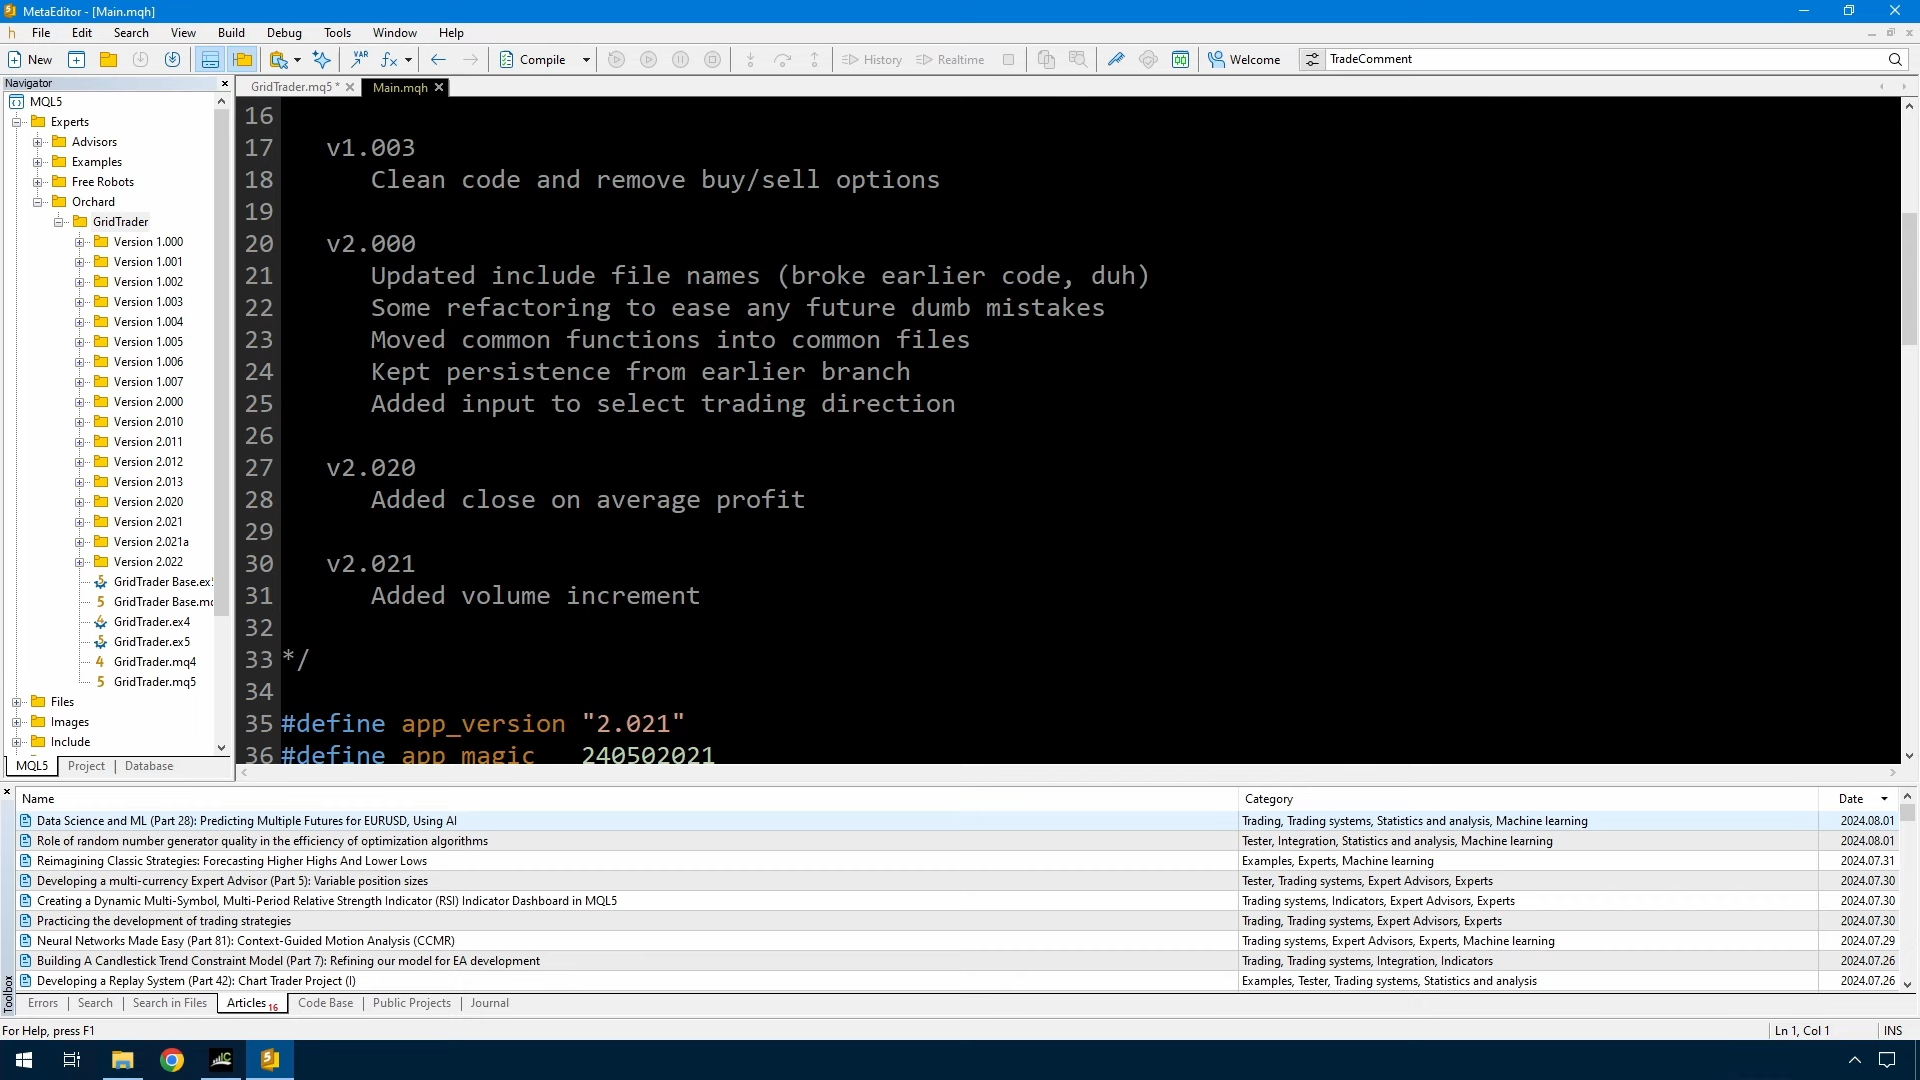 MetaEditor - [Main.mqh]
File Edit Search View Build Debug Tools Window Help
New Compile History Realtime Welcome TradeComment
Navigator
MQL5
Experts
Advisors
Examples
Free Robots
Orchard
GridTrader
Version 1.000
Version 1.001
Version 1.002
Version 1.003
Version 1.004
Version 1.005
Version 1.006
Version 1.007
Version 2.000
Version 2.010
Version 2.011
Version 2.012
Version 2.013
Version 2.020
Version 2.021
Version 2.021a
Version 2.022
GridTrader Base.ex5
GridTrader Base.mq
GridTrader.ex4
GridTrader.ex5
GridTrader.mq4
GridTrader.mq5
Files
Images
Include
MQL5 Project Database
GridTrader.mq5 * Main.mqh
16
17 v1.003
18 Clean code and remove buy/sell options
19
20 v2.000
21 Updated include file names (broke earlier code, duh)
22 Some refactoring to ease any future dumb mistakes
23 Moved common functions into common files
24 Kept persistence from earlier branch
25 Added input to select trading direction
26
27 v2.020
28 Added close on average profit
29
30 v2.021
31 Added volume increment
32
33 */
34
35 #define app_version "2.021"
36 #define app_magic 240502021
Name Category Date
Data Science and ML (Part 28): Predicting Multiple Futures for EURUSD, Using AI Trading, Trading systems, Statistics and analysis, Machine learning 2024.08.01
Role of random number generator quality in the efficiency of optimization algorithms Tester, Integration, Statistics and analysis, Machine learning 2024.08.01
Reimagining Classic Strategies: Forecasting Higher Highs And Lower Lows Examples, Experts, Machine learning 2024.07.31
Developing a multi-currency Expert Advisor (Part 5): Variable position sizes Tester, Trading systems, Expert Advisors, Experts 2024.07.30
Creating a Dynamic Multi-Symbol, Multi-Period Relative Strength Indicator (RSI) Indicator Dashboard in MQL5 Trading systems, Indicators, Expert Advisors, Experts 2024.07.30
Practicing the development of trading strategies Trading, Trading systems, Expert Advisors, Experts 2024.07.30
Neural Networks Made Easy (Part 81): Context-Guided Motion Analysis (CCMR) Trading systems, Expert Advisors, Experts, Machine learning 2024.07.29
Building A Candlestick Trend Constraint Model (Part 7): Refining our model for EA development Trading, Trading systems, Integration, Indicators 2024.07.26
Developing a Replay System (Part 42): Chart Trader Project (I) Examples, Tester, Trading systems, Statistics and analysis 2024.07.26
Toolbox
Errors Search Search in Files Articles 16 Code Base Public Projects Journal
For Help, press F1 Ln 1, Col 1 INS